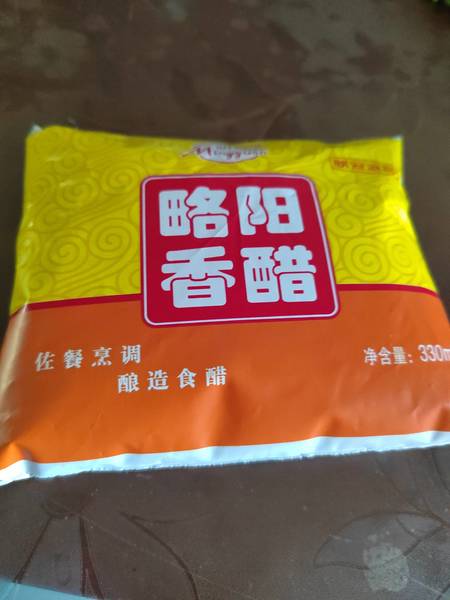 略阳
香醋
佐餐烹调
酿造食醋
净含量: 330m